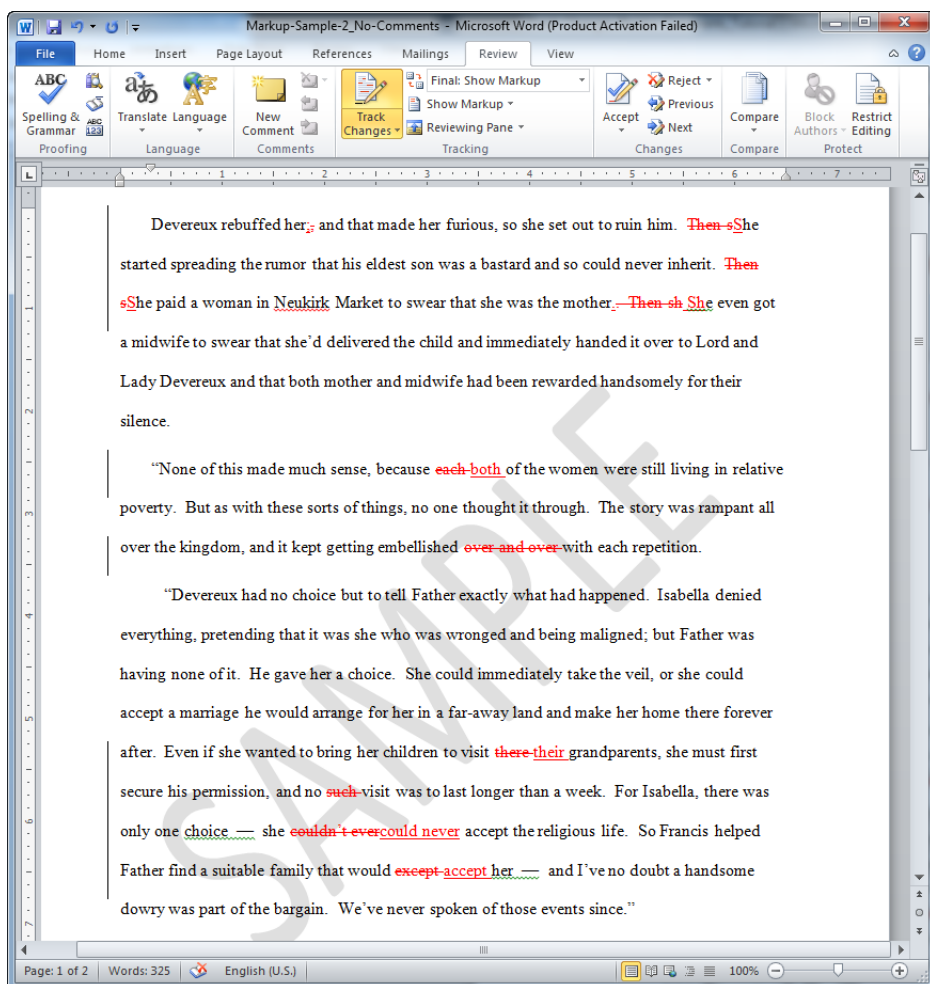 Markup-Sample-2_No-Comments - Microsoft Word (Product Activation Failed)
File Home Insert Page Layout References Mailings Review View
ABC
Spelling & Grammar
ABC
123
Translate
Language
New Comment
Track Changes
Final: Show Markup
Show Markup
Reviewing Pane
Accept
Reject
Previous
Next
Compare
Block Authors
Restrict Editing
Proofing Language Comments Tracking Changes Compare Protect
L 1 2 3 4 5 6 7
Devereux rebuffed her;, and that made her furious, so she set out to ruin him. Then sShe
started spreading the rumor that his eldest son was a bastard and so could never inherit. Then
sShe paid a woman in Neukirk Market to swear that she was the mother.. Then sh She even got
a midwife to swear that she’d delivered the child and immediately handed it over to Lord and
Lady Devereux and that both mother and midwife had been rewarded handsomely for their
silence.
“None of this made much sense, because each both of the women were still living in relative
poverty. But as with these sorts of things, no one thought it through. The story was rampant all
over the kingdom, and it kept getting embellished over and over with each repetition.
“Devereux had no choice but to tell Father exactly what had happened. Isabella denied
everything, pretending that it was she who was wronged and being maligned; but Father was
having none of it. He gave her a choice. She could immediately take the veil, or she could
accept a marriage he would arrange for her in a far-away land and make her home there forever
after. Even if she wanted to bring her children to visit there their grandparents, she must first
secure his permission, and no such visit was to last longer than a week. For Isabella, there was
only one choice — she couldn’t evercould never accept the religious life. So Francis helped
Father find a suitable family that would except accept her — and I’ve no doubt a handsome
dowry was part of the bargain. We’ve never spoken of those events since.”
SAMPLE
1
2
3
4
5
6
7
Page: 1 of 2 Words: 325 English (U.S.) 100%